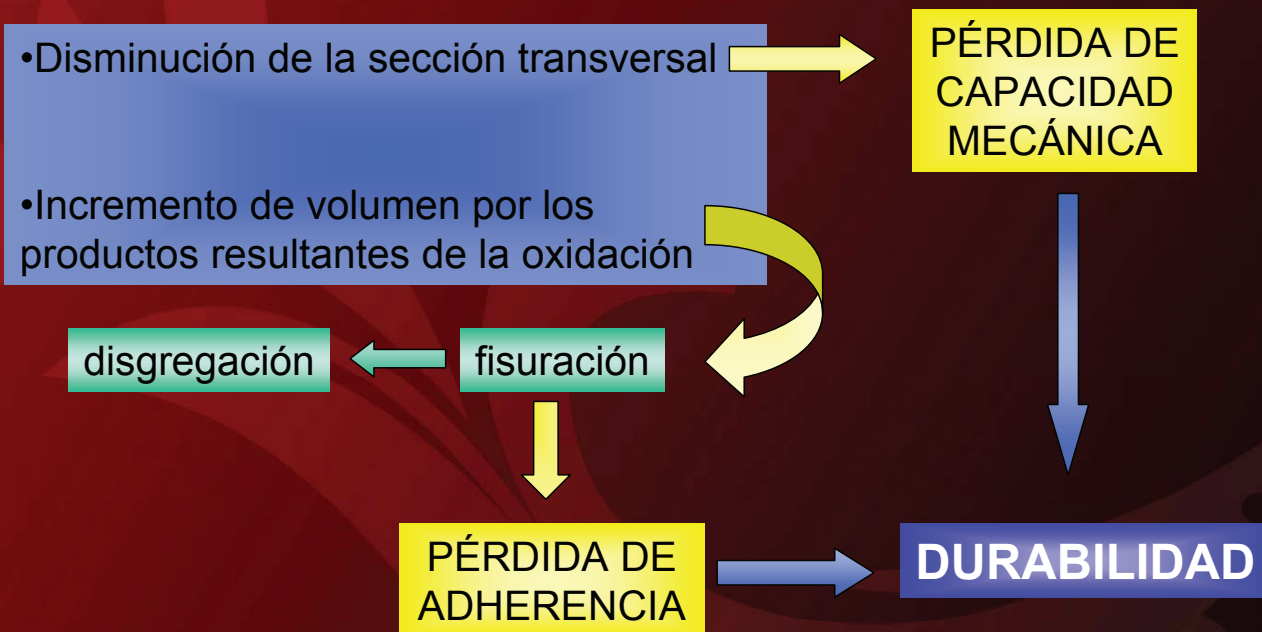 •Disminución de la sección transversal
PÉRDIDA DE
CAPACIDAD
MECÁNICA
•Incremento de volumen por los
productos resultantes de la oxidación
disgregación
fisuración
PÉRDIDA DE
ADHERENCIA
DURABILIDAD